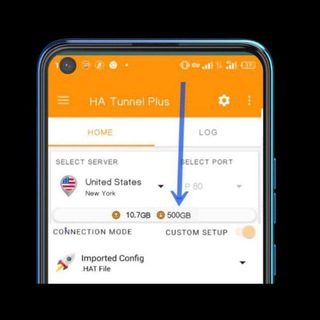 HA Tunnel Plus
HOME
LOG
SELECT SERVER
SELECT PORT
United States
P 80
New York
10.7GB
500GB
CONNECTION MODE
CUSTOM SETUP
Imported Config
.HAT File